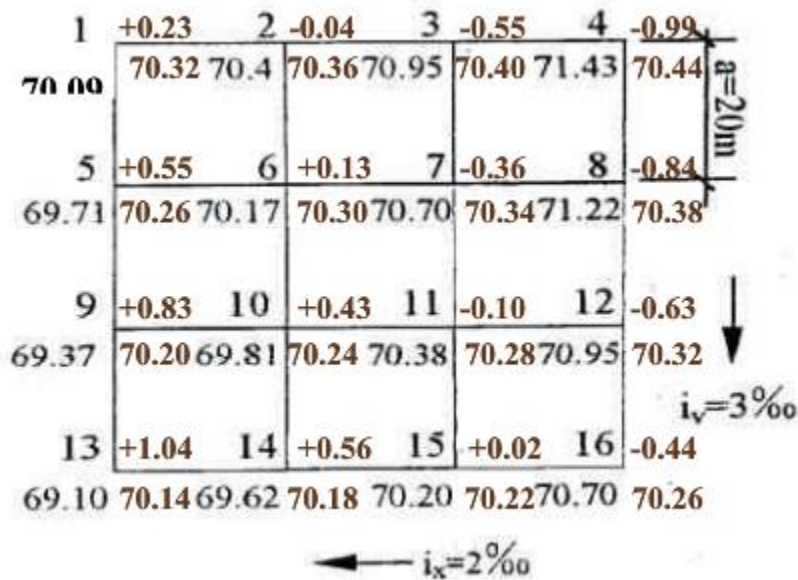 1 +0.23 2 -0.04 3 -0.55 4 -0.99
70.09 70.32 70.4 70.36 70.95 70.40 71.43 70.44
a=20m
5 +0.55 6 +0.13 7 -0.36 8 -0.84
69.71 70.26 70.17 70.30 70.70 70.34 71.22 70.38
9 +0.83 10 +0.43 11 -0.10 12 -0.63
69.37 70.20 69.81 70.24 70.38 70.28 70.95 70.32
iᵧ=3‰
13 +1.04 14 +0.56 15 +0.02 16 -0.44
69.10 70.14 69.62 70.18 70.20 70.22 70.70 70.26
iₓ=2‰